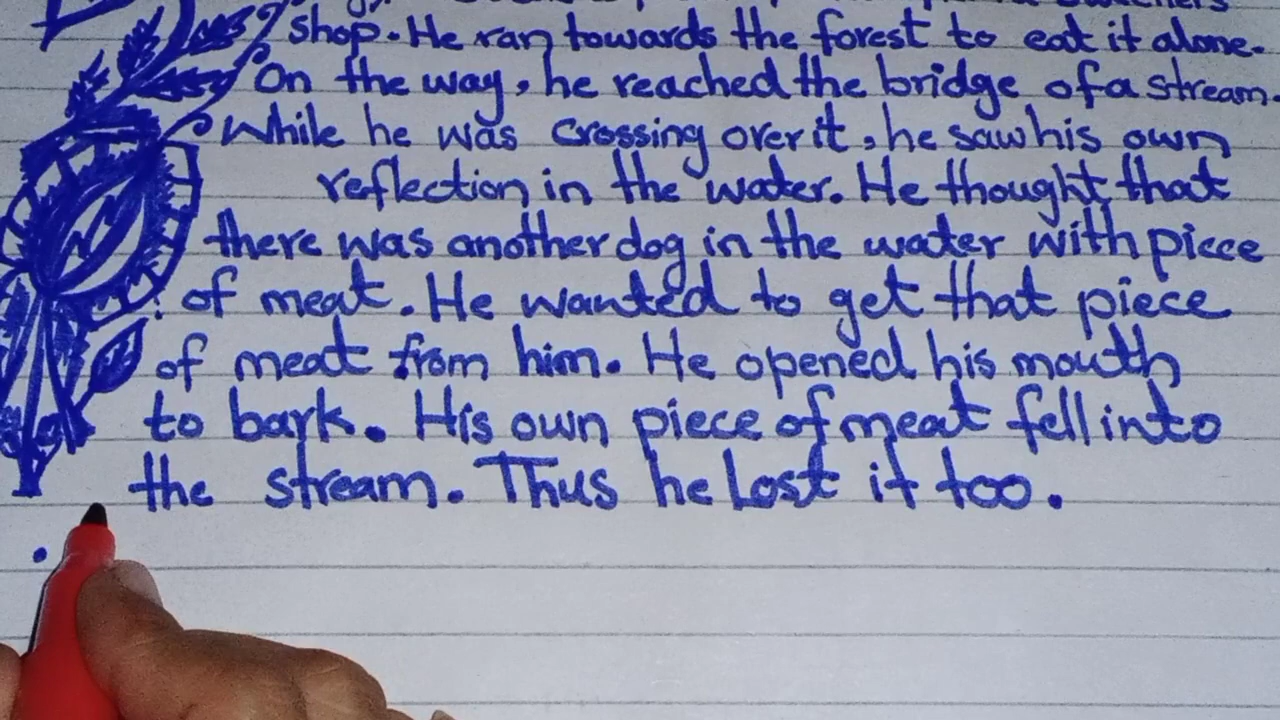 shop. He ran towards the forest to eat it alone.
On the way, he reached the bridge of a stream.
While he was crossing over it, he saw his own
reflection in the water. He thought that
there was another dog in the water with piece
of meat. He wanted to get that piece
of meat from him. He opened his mouth
to bark. His own piece of meat fell into
the stream. Thus he lost it too.